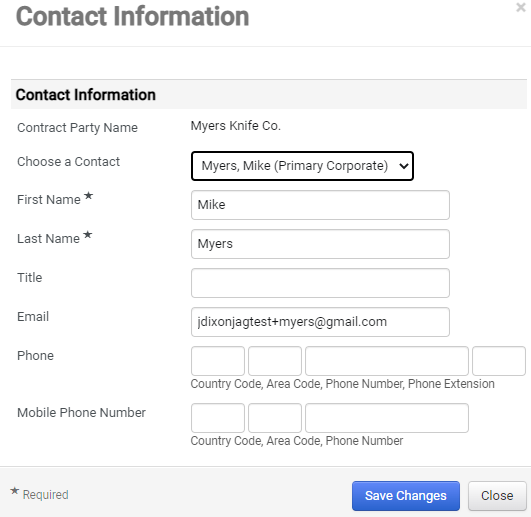 Contact Information
×
Contact Information
Contract Party Name Myers Knife Co.
Choose a Contact Myers, Mike (Primary Corporate)
First Name ★ Mike
Last Name ★ Myers
Title
Email jdixonjagtest+myers@gmail.com
Phone
Country Code, Area Code, Phone Number, Phone Extension
Mobile Phone Number
Country Code, Area Code, Phone Number
★ Required Save Changes Close